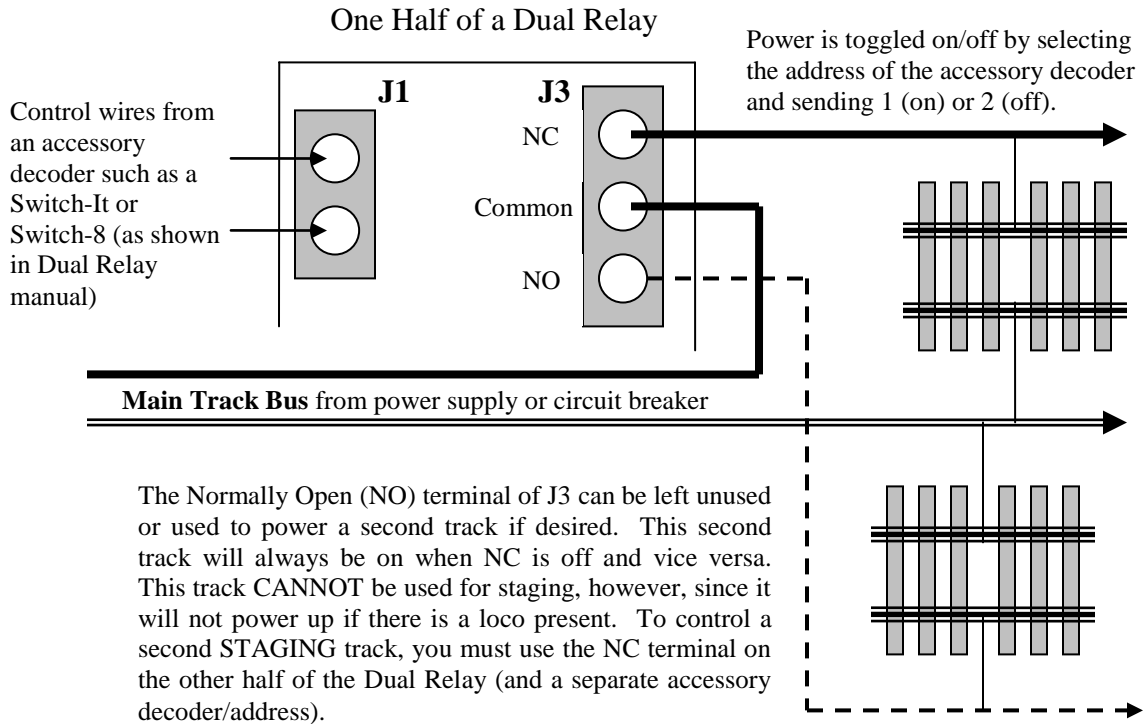 One Half of a Dual Relay
Power is toggled on/off by selecting
the address of the accessory decoder
and sending 1 (on) or 2 (off).
J1
J3
Control wires from
an accessory
decoder such as a
Switch-It or
Switch-8 (as shown
in Dual Relay
manual)
NC
Common
NO
Main Track Bus from power supply or circuit breaker
The Normally Open (NO) terminal of J3 can be left unused
or used to power a second track if desired. This second
track will always be on when NC is off and vice versa.
This track CANNOT be used for staging, however, since it
will not power up if there is a loco present. To control a
second STAGING track, you must use the NC terminal on
the other half of the Dual Relay (and a separate accessory
decoder/address).